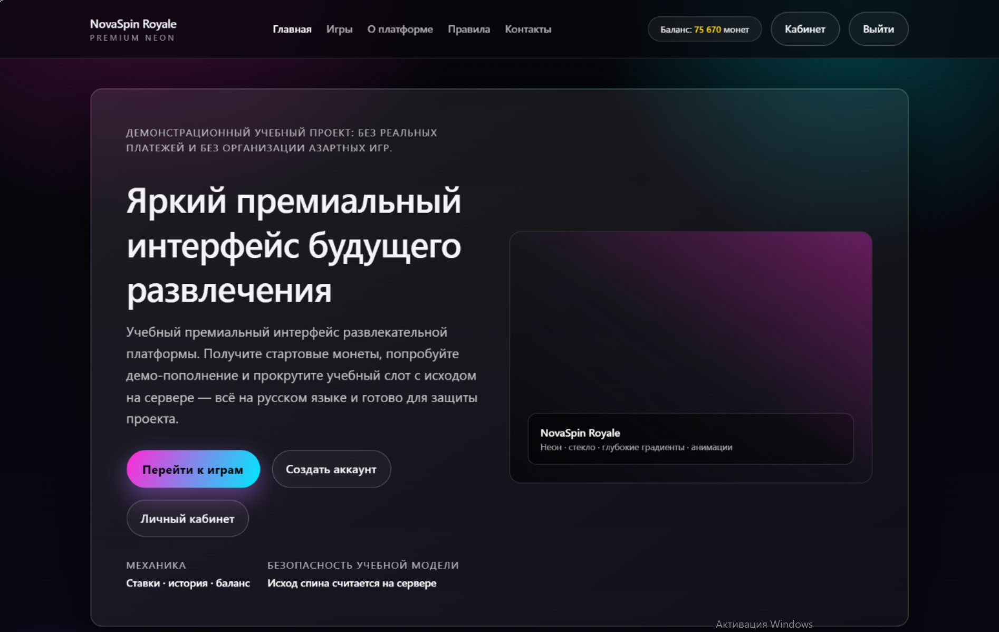 NovaSpin Royale
PREMIUM NEON
Главная Игры О платформе Правила Контакты
Баланс: 75 670 монет
Кабинет
Выйти
ДЕМОНСТРАЦИОННЫЙ УЧЕБНЫЙ ПРОЕКТ: БЕЗ РЕАЛЬНЫХ
ПЛАТЕЖЕЙ И БЕЗ ОРГАНИЗАЦИИ АЗАРТНЫХ ИГР.
Яркий премиальный
интерфейс будущего
развлечения
Учебный премиальный интерфейс развлекательной
платформы. Получите стартовые монеты, попробуйте
демо-пополнение и прокрутите учебный слот с исходом
на сервере — всё на русском языке и готово для защиты
проекта.
Перейти к играм
Создать аккаунт
Личный кабинет
МЕХАНИКА
Ставки · история · баланс
БЕЗОПАСНОСТЬ УЧЕБНОЙ МОДЕЛИ
Исход спина считается на сервере
NovaSpin Royale
Неон · стекло · глубокие градиенты · анимации
Активация Windows